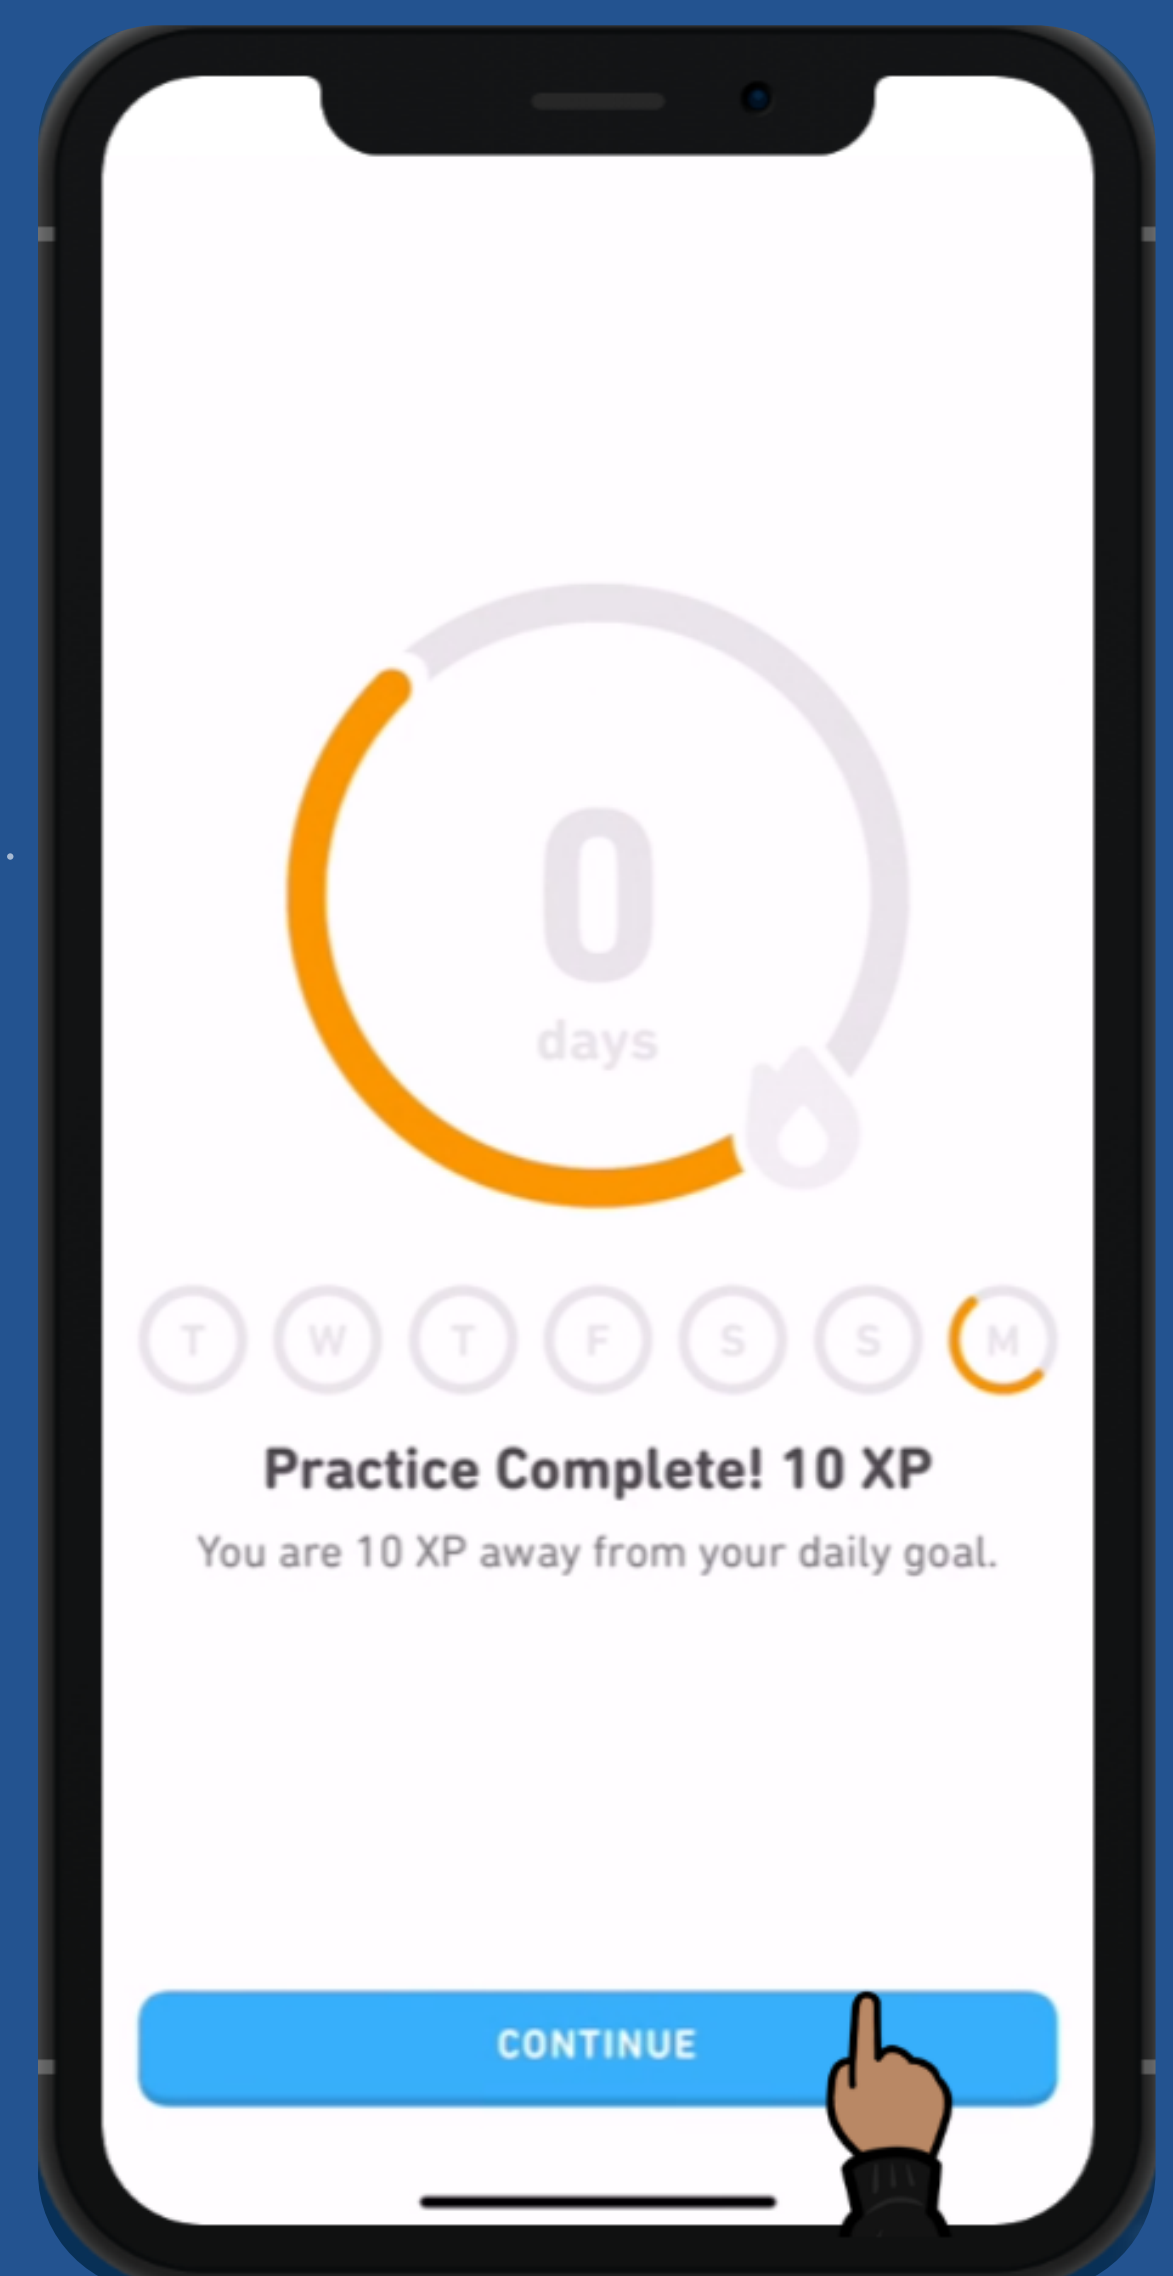 0
days
T W T F S S M
Practice Complete! 10 XP
You are 10 XP away from your daily goal.
CONTINUE